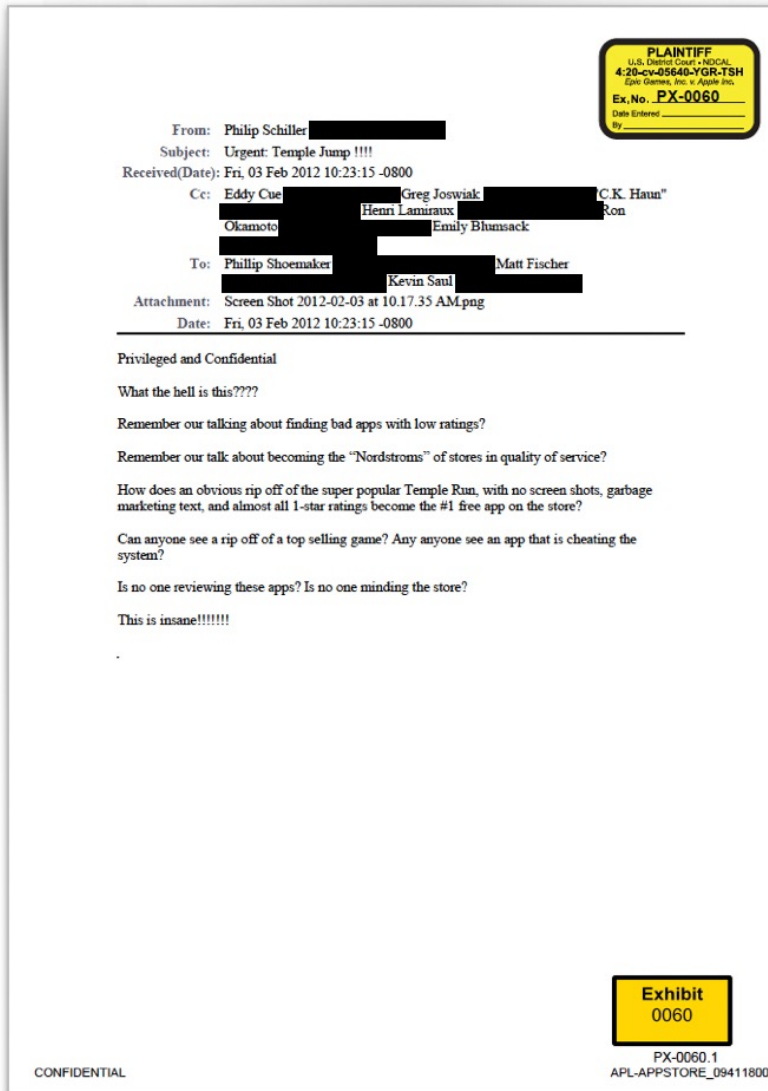 PLAINTIFF
U.S. District Court - NDCAL
4:20-cv-05640-YGR-TSH
Epic Games, Inc. v. Apple Inc.
Ex.No. PX-0060
Date Entered
By
From: Philip Schiller
Subject: Urgent: Temple Jump !!!!
Received(Date): Fri, 03 Feb 2012 10:23:15 -0800
Cc: Eddy Cue Greg Joswiak "C.K. Haun"
Henri Lamiraux Ron
Okamoto Emily Blumsack
To: Phillip Shoemaker Matt Fischer
Kevin Saul
Attachment: Screen Shot 2012-02-03 at 10.17.35 AM.png
Date: Fri, 03 Feb 2012 10:23:15 -0800
Privileged and Confidential
What the hell is this????
Remember our talking about finding bad apps with low ratings?
Remember our talk about becoming the “Nordstroms” of stores in quality of service?
How does an obvious rip off of the super popular Temple Run, with no screen shots, garbage
marketing text, and almost all 1-star ratings become the #1 free app on the store?
Can anyone see a rip off of a top selling game? Any anyone see an app that is cheating the
system?
Is no one reviewing these apps? Is no one minding the store?
This is insane!!!!!!!
.
Exhibit
0060
PX-0060.1
CONFIDENTIAL APL-APPSTORE_09411800